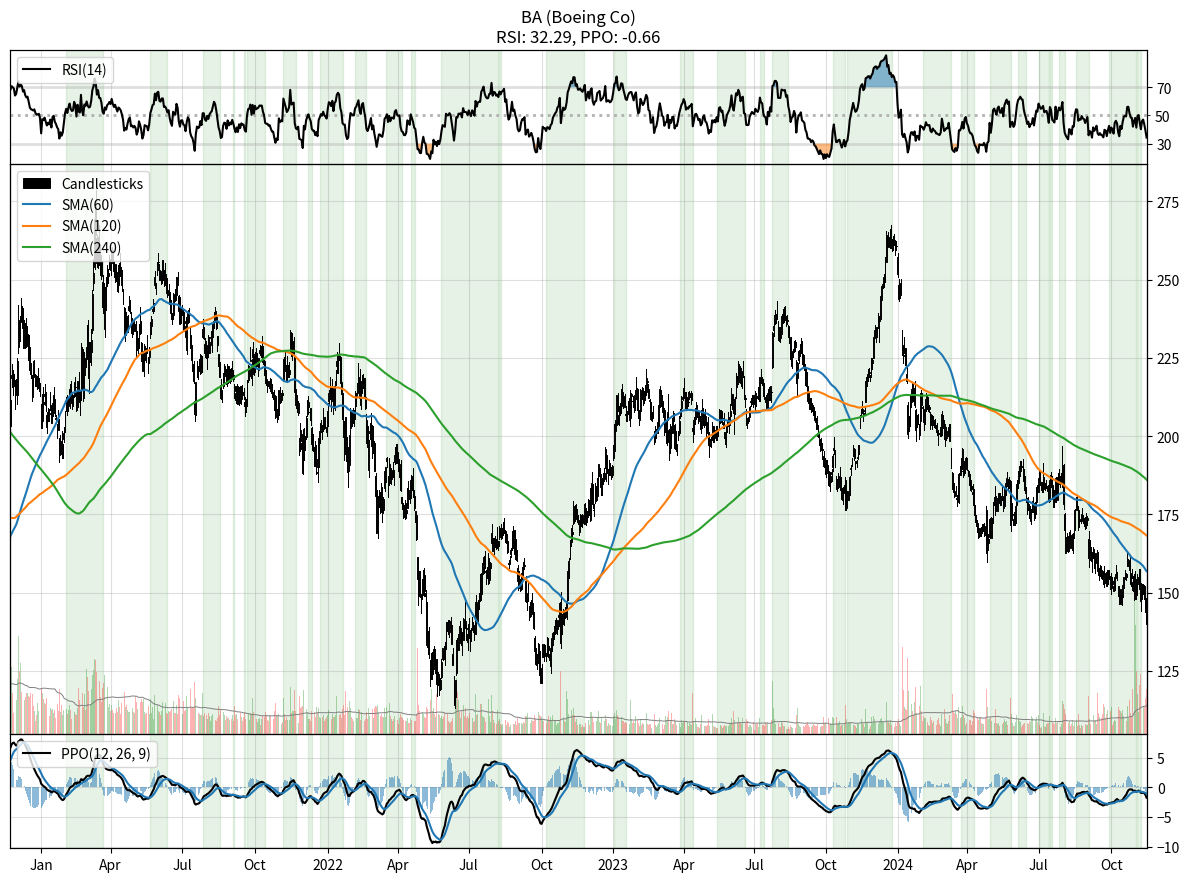 BA (Boeing Co)
RSI: 32.29, PPO: -0.66
RSI(14)
70
50
30
Candlesticks
SMA(60)
SMA(120)
SMA(240)
275
250
225
200
175
150
125
PPO(12, 26, 9)
5
0
−5
−10
Jan Apr Jul Oct 2022 Apr Jul Oct 2023 Apr Jul Oct 2024 Apr Jul Oct